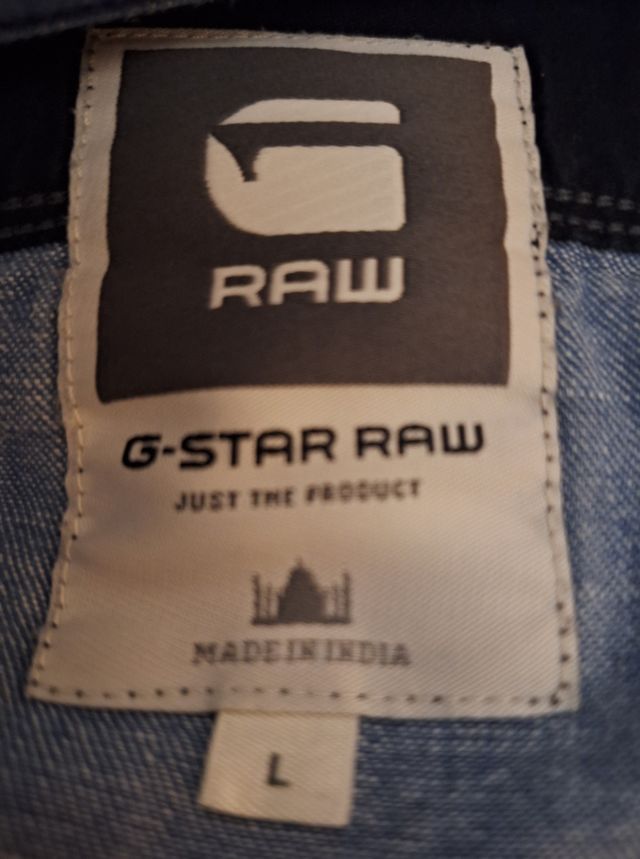 RAW
G-STAR RAW
JUST THE PRODUCT
MADE IN INDIA
L